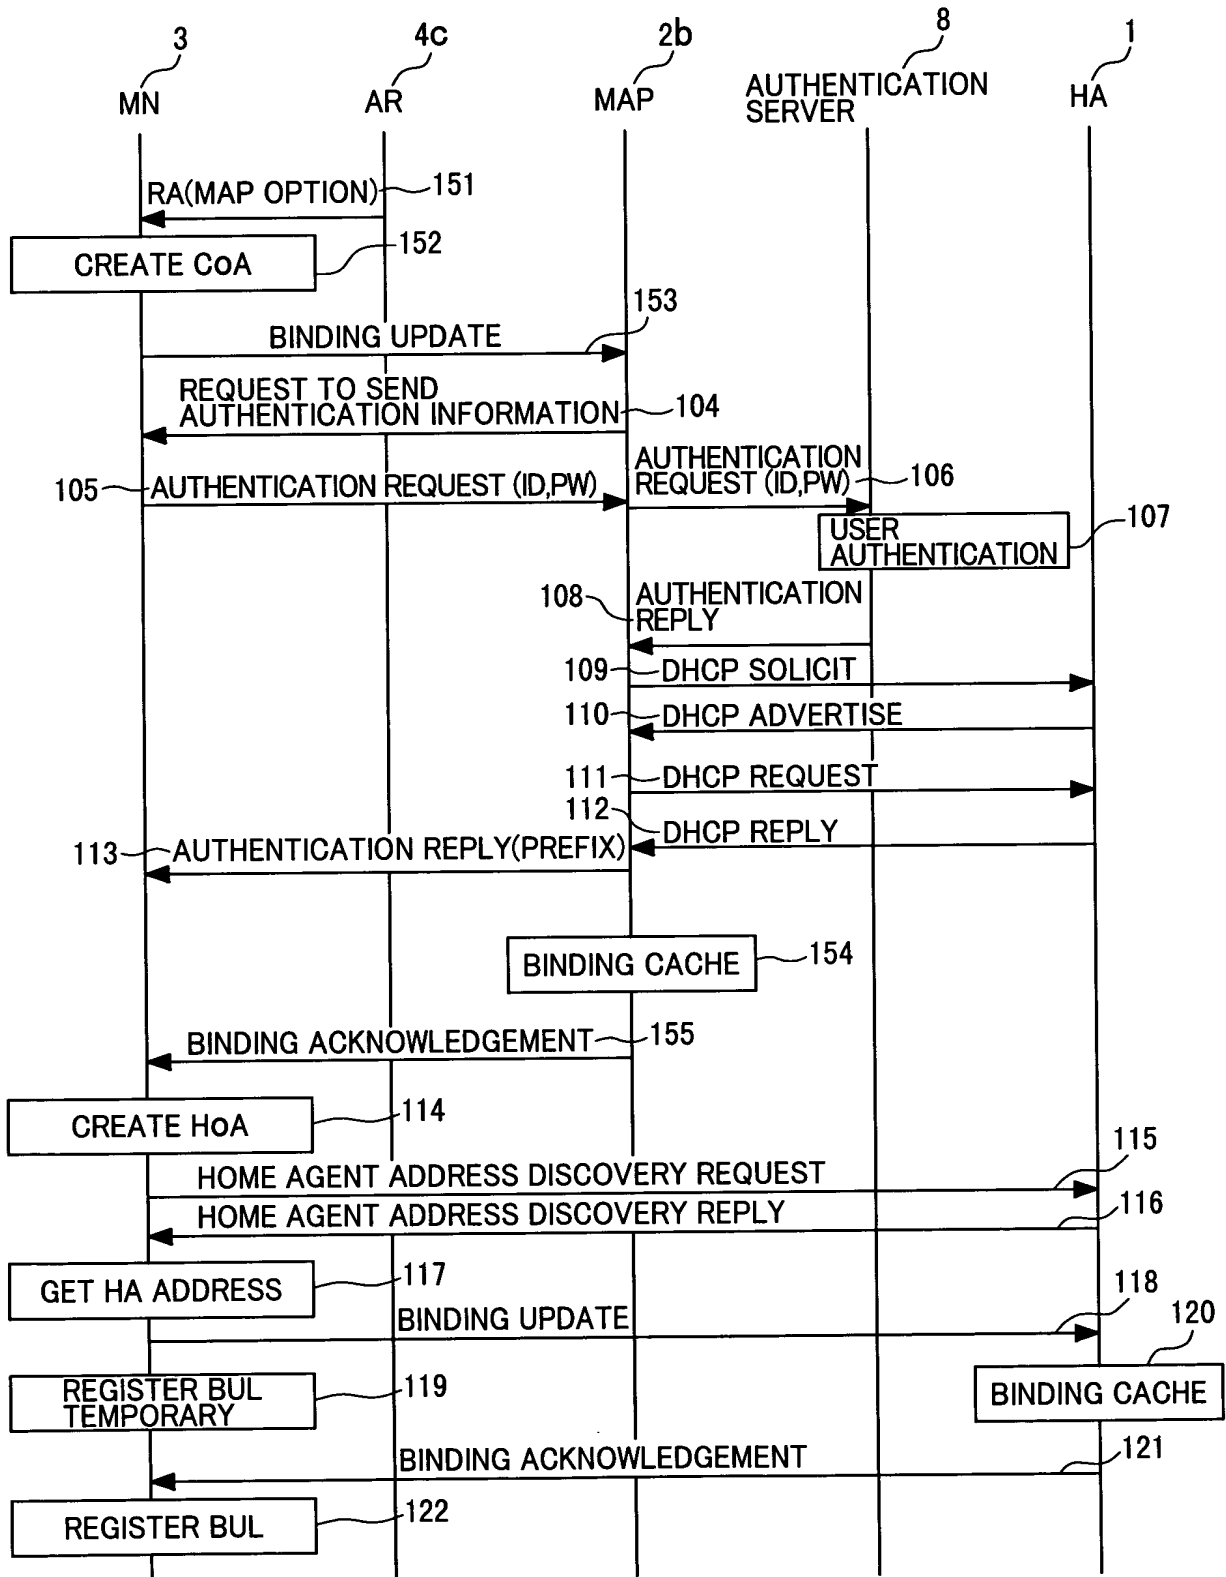 3
4c
2b
8
1
MN
AR
MAP
AUTHENTICATION
SERVER
HA
RA(MAP OPTION)
151
CREATE CoA
152
153
BINDING UPDATE
REQUEST TO SEND
AUTHENTICATION INFORMATION
104
105
AUTHENTICATION REQUEST (ID,PW)
AUTHENTICATION
REQUEST (ID,PW)
106
USER
AUTHENTICATION
107
108
AUTHENTICATION
REPLY
109
DHCP SOLICIT
110
DHCP ADVERTISE
111
DHCP REQUEST
112
DHCP REPLY
113
AUTHENTICATION REPLY(PREFIX)
BINDING CACHE
154
BINDING ACKNOWLEDGEMENT
155
CREATE HoA
114
HOME AGENT ADDRESS DISCOVERY REQUEST
115
HOME AGENT ADDRESS DISCOVERY REPLY
116
GET HA ADDRESS
117
BINDING UPDATE
118
REGISTER BUL
TEMPORARY
119
120
BINDING CACHE
BINDING ACKNOWLEDGEMENT
121
REGISTER BUL
122